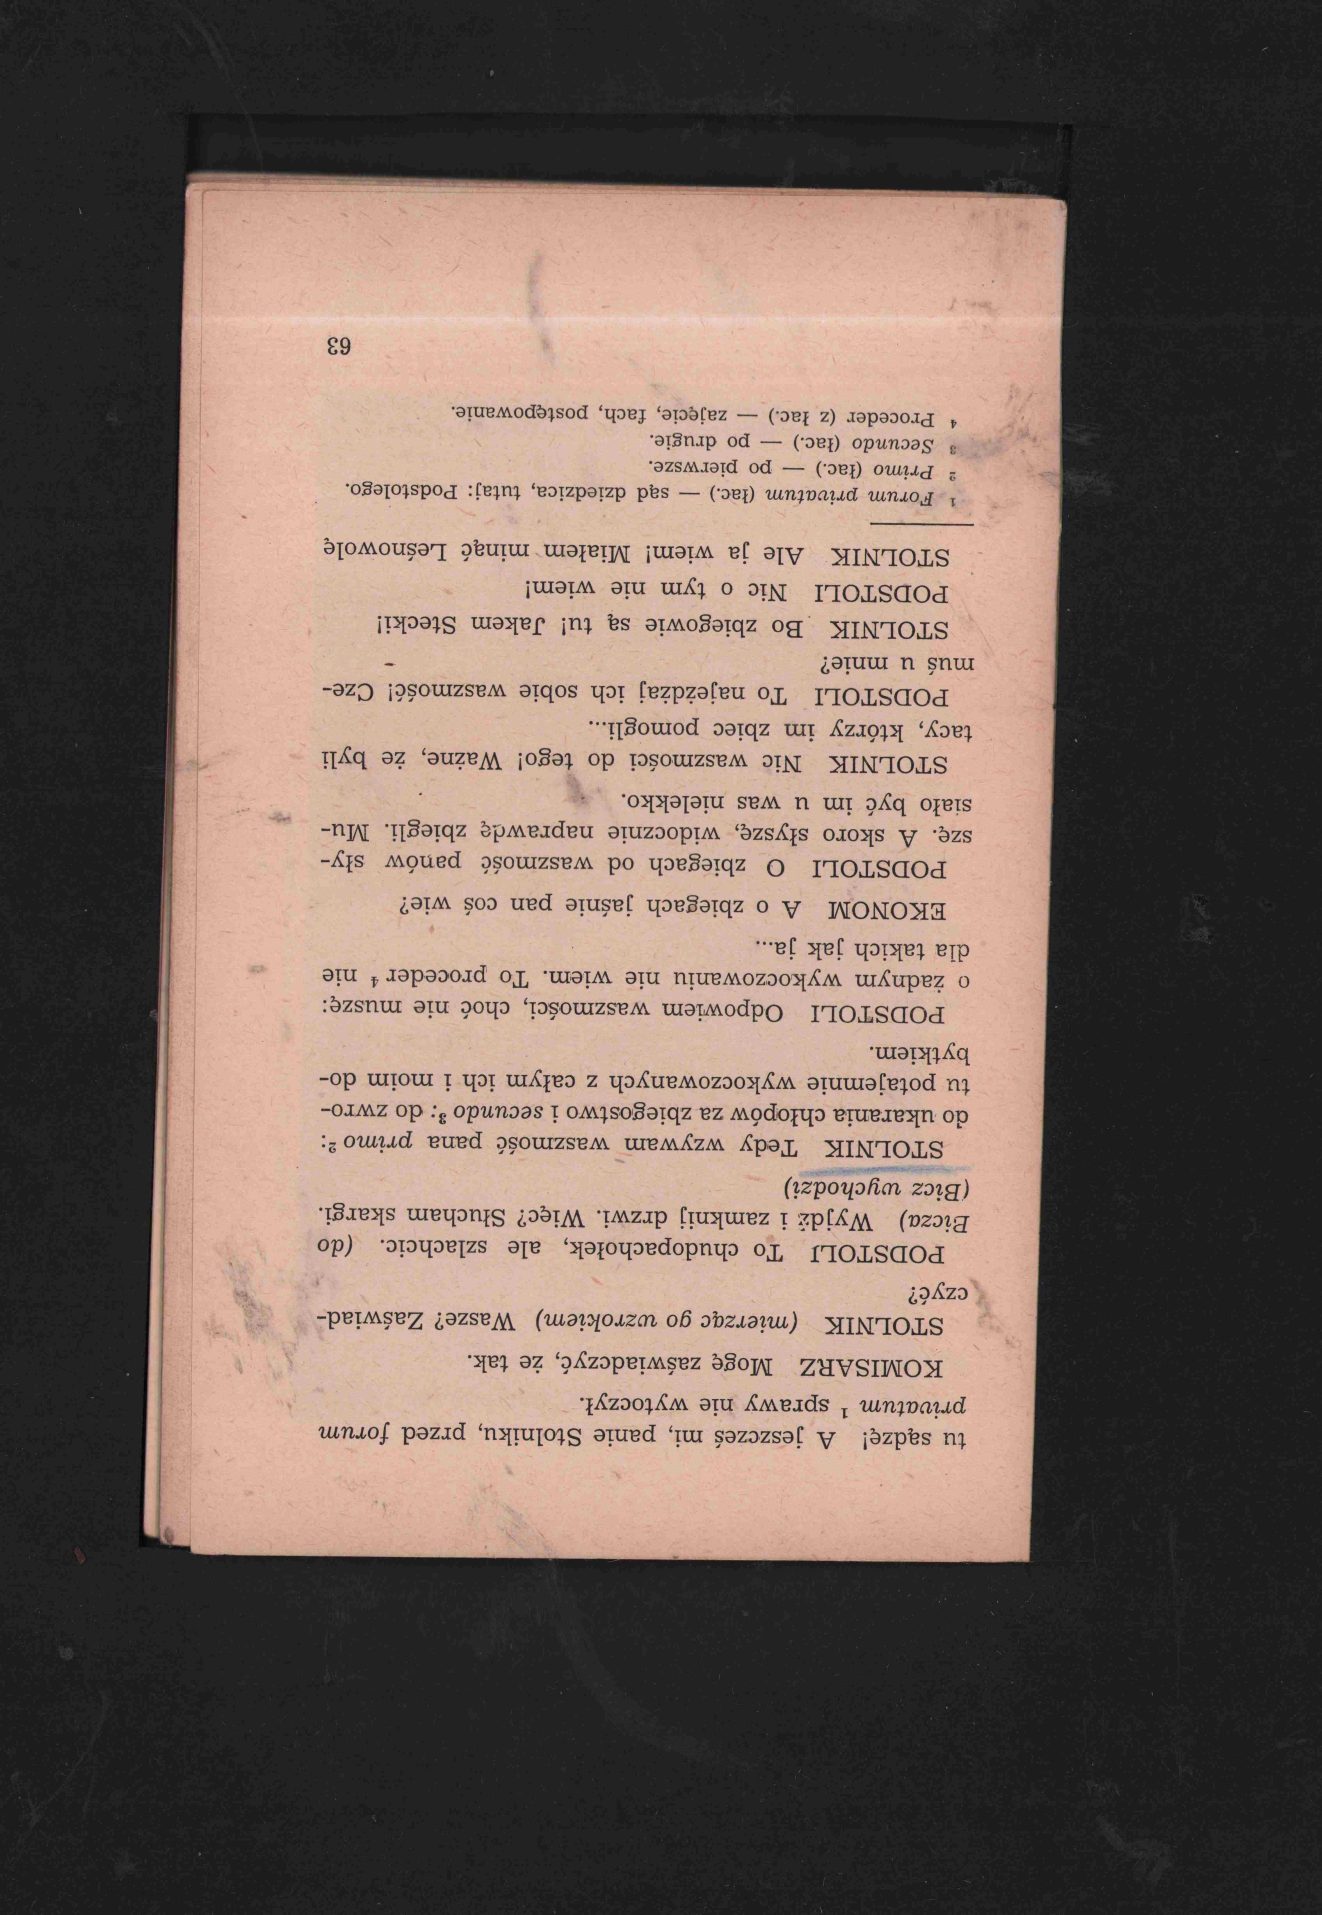 tu sądzę! A jeszcześ mi, panie Stolniku, przed forum
privatum ¹ sprawy nie wytoczył.
KOMISARZ Mogę zaświadczyć, że tak.
STOLNIK (mierząc go wzrokiem) Wasze? Zaświad-
czyć?
PODSTOLI To chudopachołek, ale szlachcic. (do
Bicza) Wyjdź i zamknij drzwi. Więc? Słucham skargi.
(Bicz wychodzi)
STOLNIK Tedy wzywam waszmość pana primo ²:
do ukarania chłopów za zbiegostwo i secundo ³: do zwro-
tu potajemnie wykoczowanych z całym ich i moim do-
bytkiem.
PODSTOLI Odpowiem waszmości, choć nie muszę:
o żadnym wykoczowaniu nie wiem. To proceder ⁴ nie
dla takich jak ja...
EKONOM A o zbiegach jaśnie pan coś wie?
PODSTOLI O zbiegach od waszmość panów sły-
szę. A skoro słyszę, widocznie naprawdę zbiegli. Mu-
siało być im u was nielekko.
STOLNIK Nic waszmości do tego! Ważne, że byli
tacy, którzy im zbiec pomogli...
PODSTOLI To najeżdżaj ich sobie waszmość! Cze-
muś u mnie?
STOLNIK Bo zbiegowie są tu! Jakem Stecki!
PODSTOLI Nic o tym nie wiem!
STOLNIK Ale ja wiem! Miałem minąć Leśnowolę
¹ Forum privatum (łac.) — sąd dziedzica, tutaj: Podstolego.
² Primo (łac.) — po pierwsze.
³ Secundo (łac.) — po drugie.
⁴ Proceder (z łac.) — zajęcie, fach, postępowanie.
63